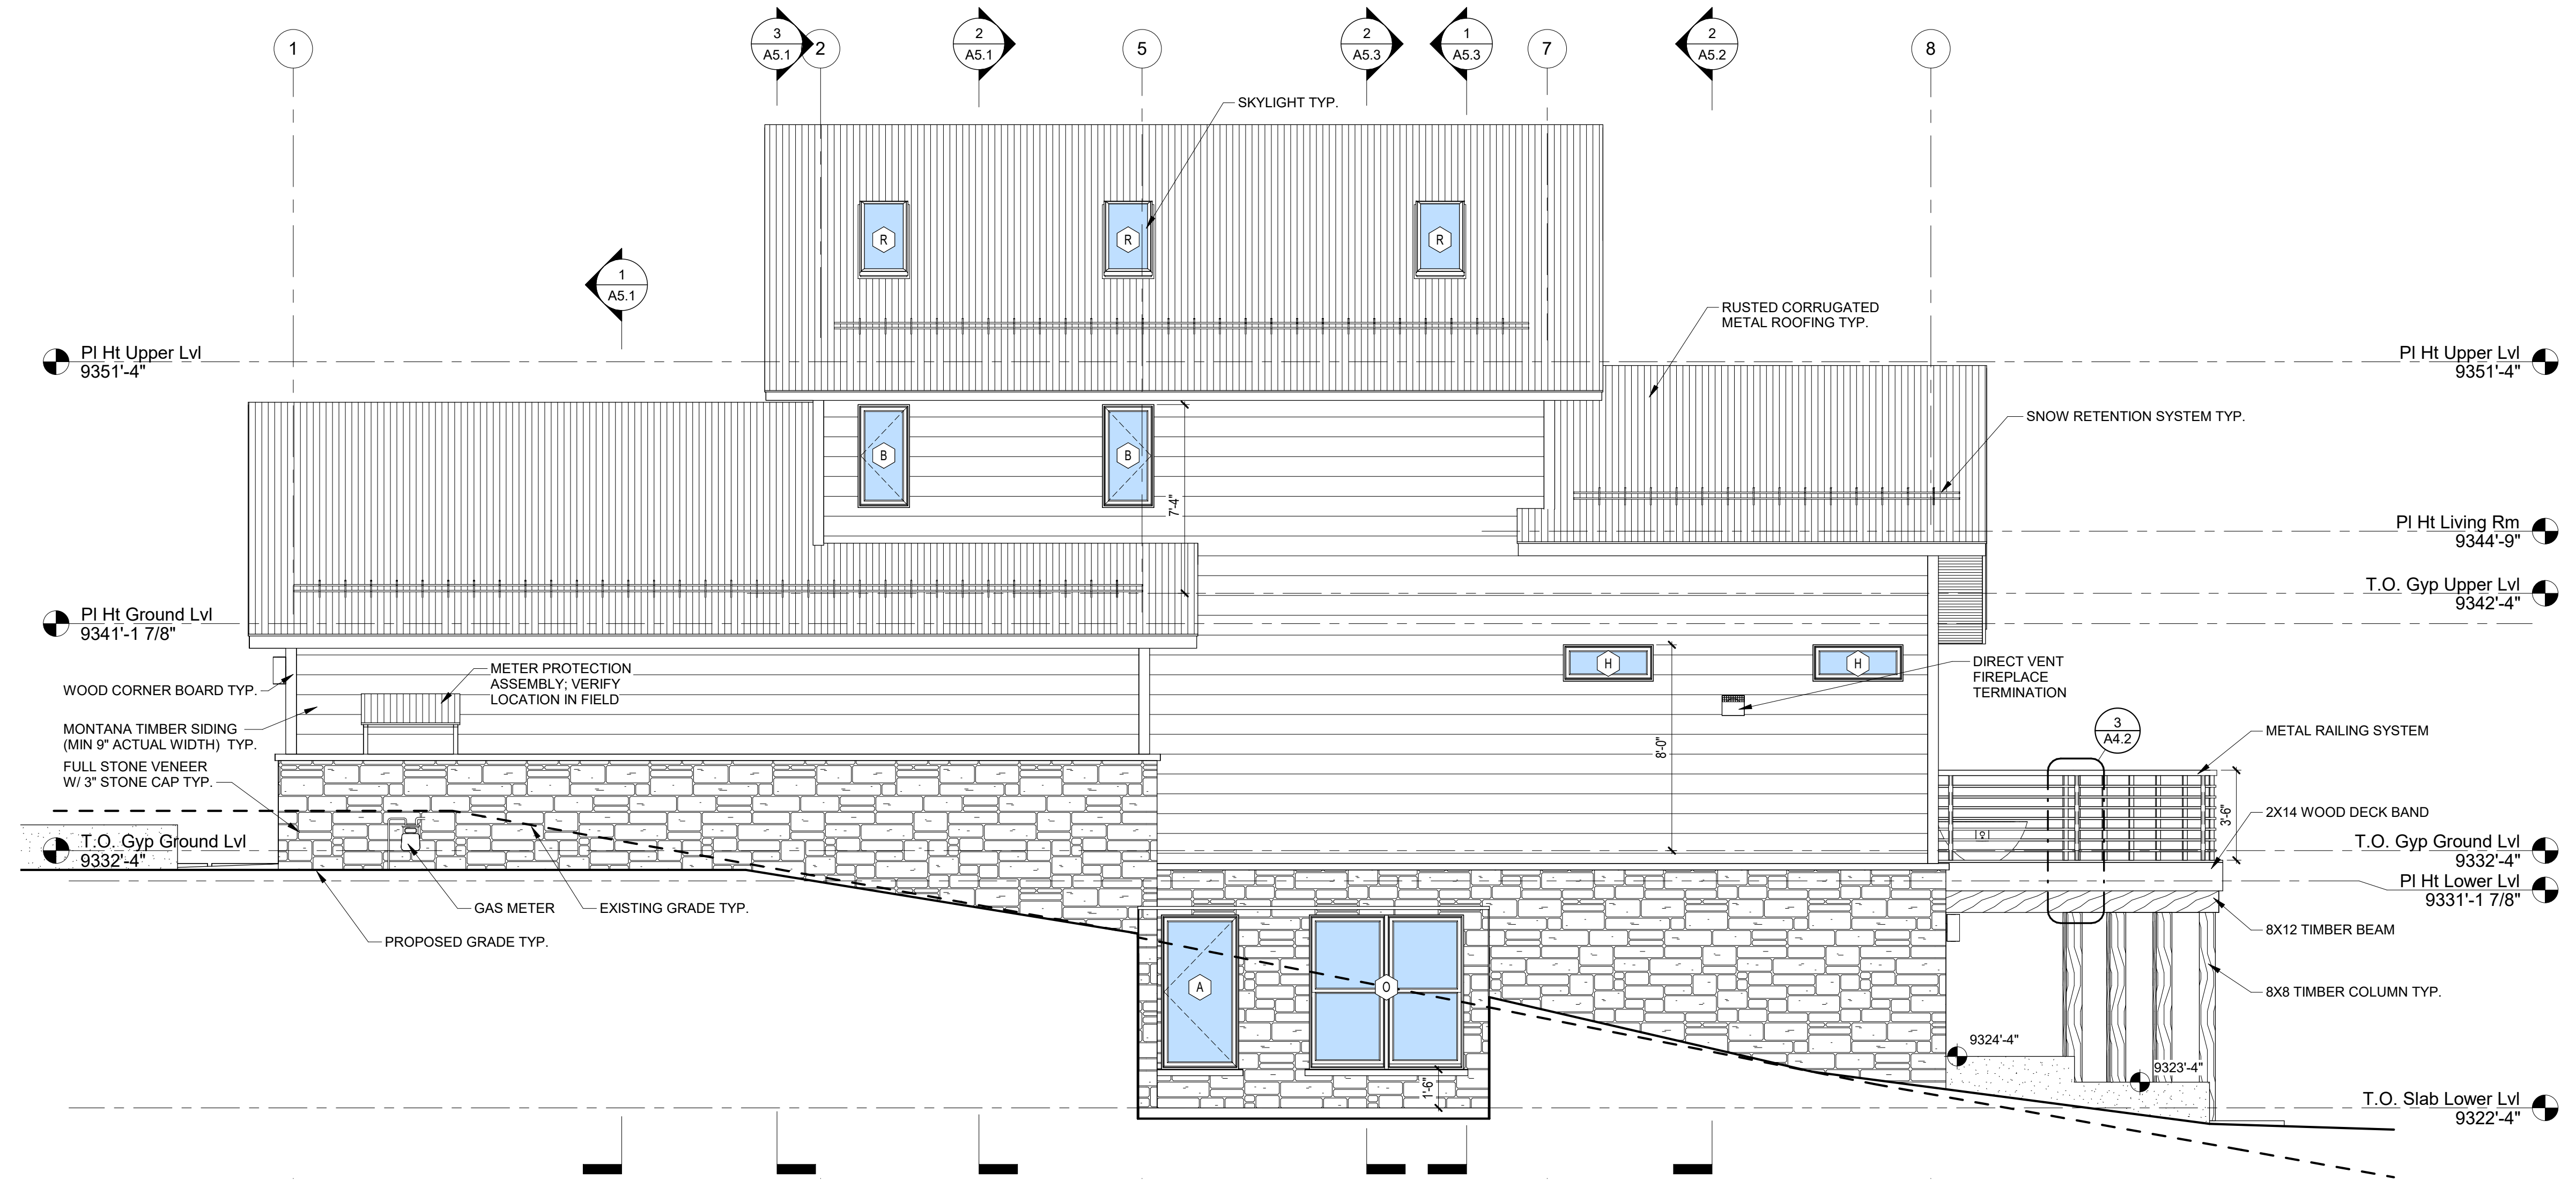 1
3
A5.1
2
2
A5.1
5
2
A5.3
1
A5.3
7
2
A5.2
8
SKYLIGHT TYP.
R
R
R
1
A5.1
RUSTED CORRUGATED
METAL ROOFING TYP.
Pl Ht Upper Lvl
9351'-4"
Pl Ht Upper Lvl
9351'-4"
SNOW RETENTION SYSTEM TYP.
B
B
7'-4"
Pl Ht Living Rm
9344'-9"
T.O. Gyp Upper Lvl
9342'-4"
Pl Ht Ground Lvl
9341'-1 7/8"
METER PROTECTION
ASSEMBLY; VERIFY
LOCATION IN FIELD
H
H
DIRECT VENT
FIREPLACE
TERMINATION
WOOD CORNER BOARD TYP.
MONTANA TIMBER SIDING
(MIN 9" ACTUAL WIDTH)  TYP.
FULL STONE VENEER
W/ 3" STONE CAP TYP.
8'-0"
3
A4.2
METAL RAILING SYSTEM
3'-6"
2X14 WOOD DECK BAND
T.O. Gyp Ground Lvl
9332'-4"
T.O. Gyp Ground Lvl
9332'-4"
Pl Ht Lower Lvl
9331'-1 7/8"
GAS METER
EXISTING GRADE TYP.
PROPOSED GRADE TYP.
8X12 TIMBER BEAM
A
O
8X8 TIMBER COLUMN TYP.
9324'-4"
9323'-4"
1'-6"
T.O. Slab Lower Lvl
9322'-4"